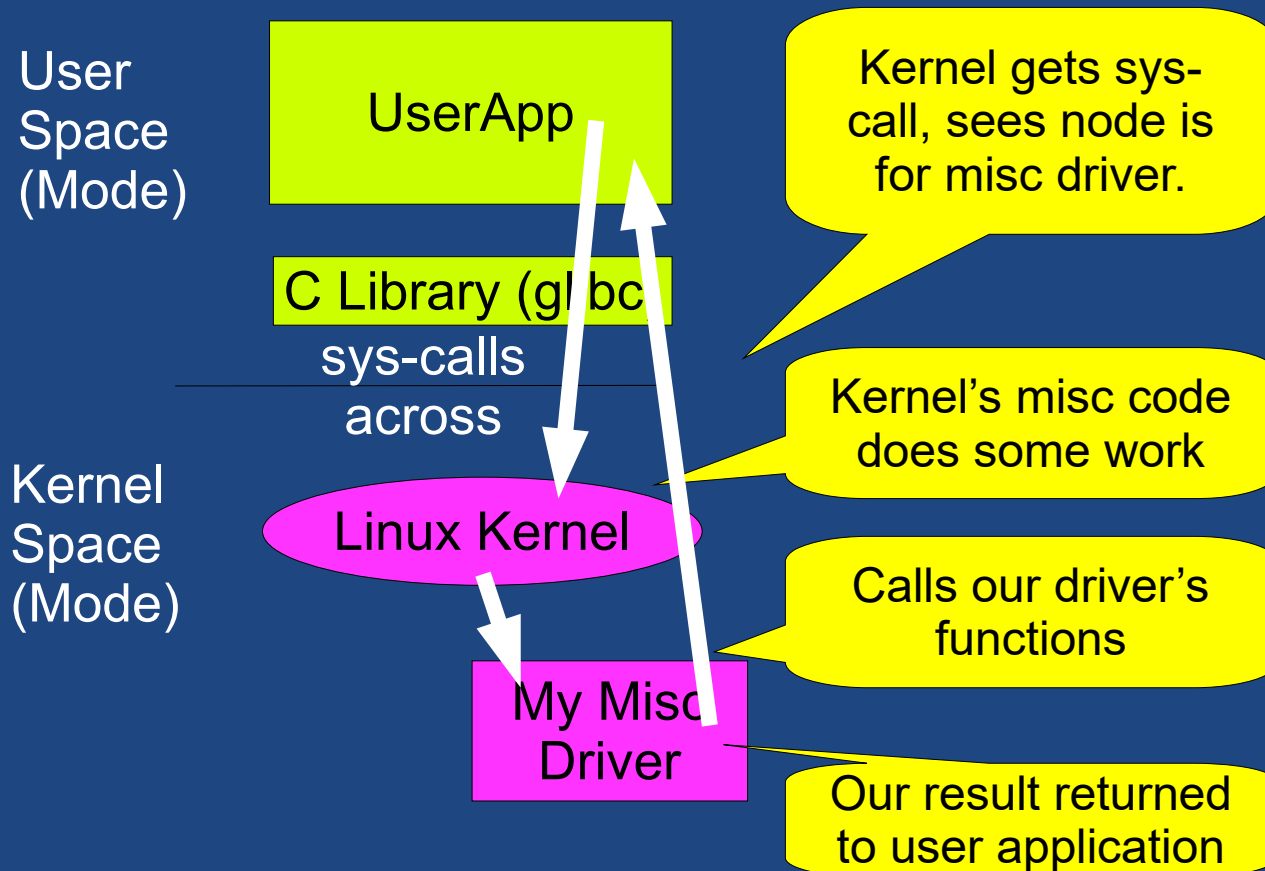 User
Space
(Mode)
UserApp
C Library (glibc)
sys-calls
across
Kernel
Space
(Mode)
Linux Kernel
My Misc
Driver
Kernel gets sys-
call, sees node is
for misc driver.
Kernel’s misc code
does some work
Calls our driver’s
functions
Our result returned
to user application